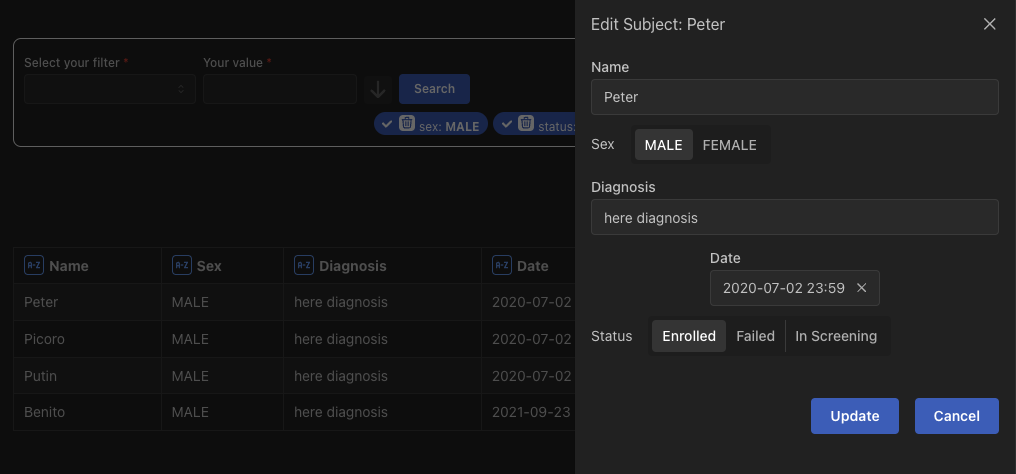 Edit Subject: Peter
Select your filter * Your value *
Search
sex: MALE status:
A-Z Name A-Z Sex A-Z Diagnosis A-Z Date
Peter MALE here diagnosis 2020-07-02
Picoro MALE here diagnosis 2020-07-02
Putin MALE here diagnosis 2020-07-02
Benito MALE here diagnosis 2021-09-23
Name
Peter
Sex MALE FEMALE
Diagnosis
here diagnosis
Date
2020-07-02 23:59
Status Enrolled Failed In Screening
Update Cancel